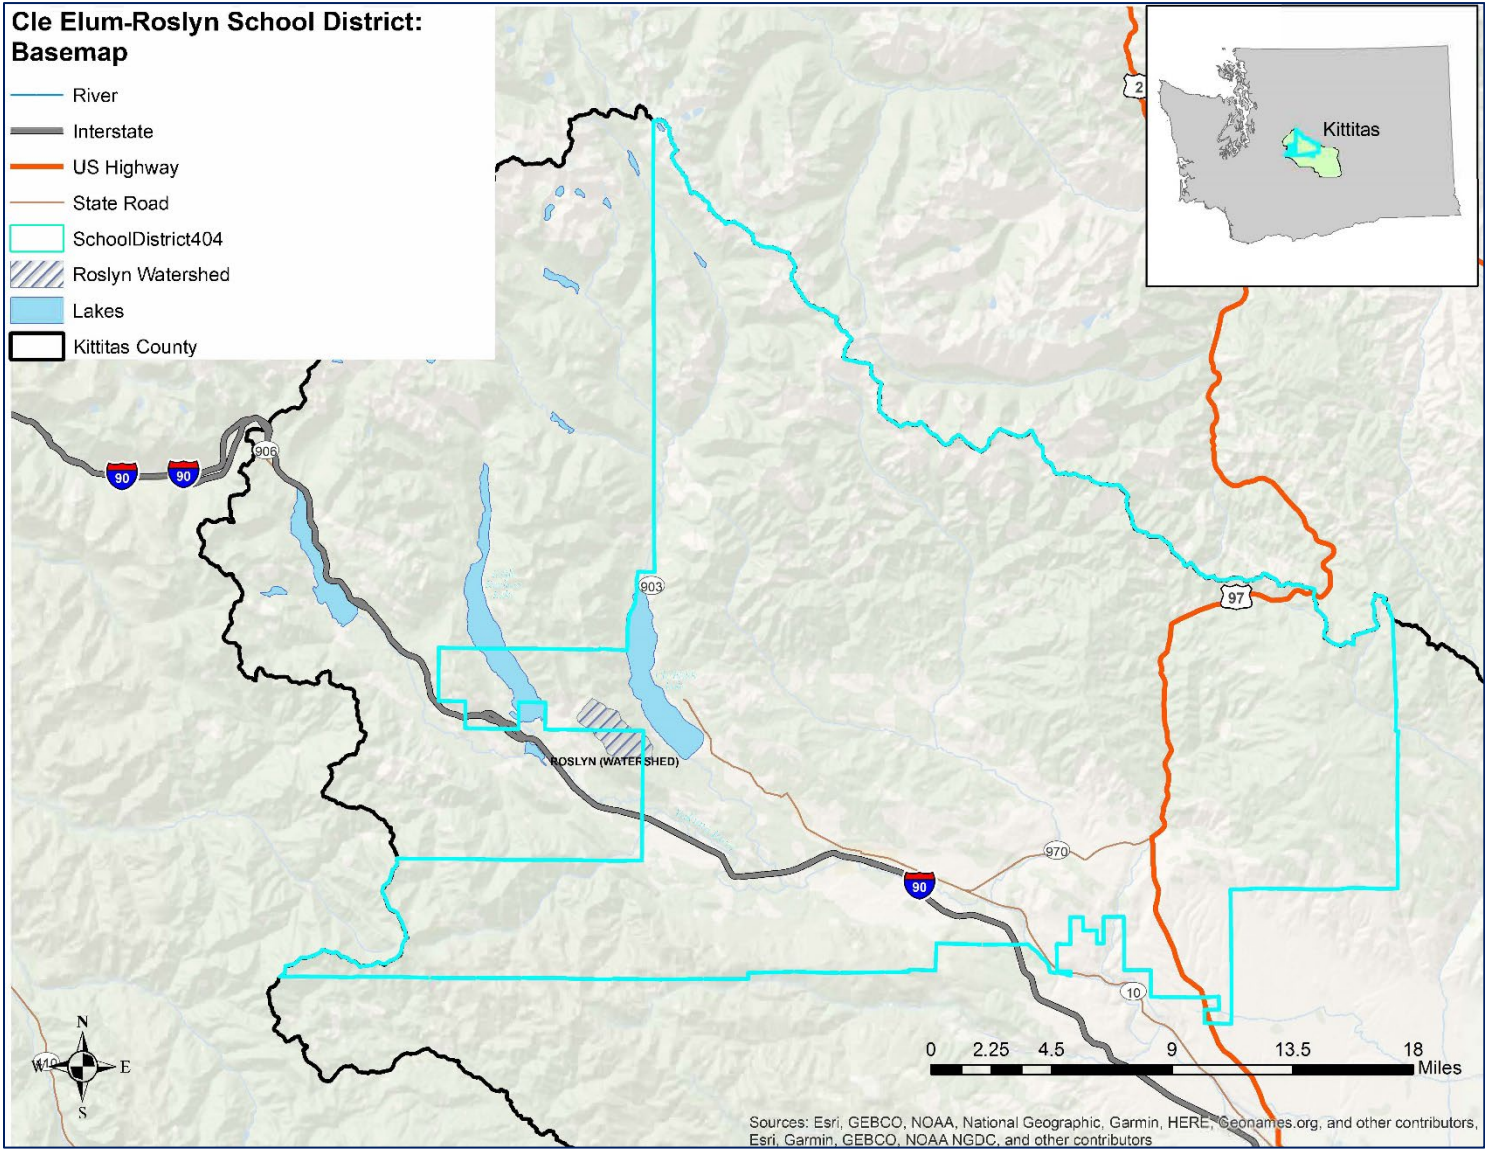 Cle Elum-Roslyn School District:
Basemap
River
Interstate
US Highway
State Road
SchoolDistrict404
Roslyn Watershed
Lakes
Kittitas County
2
Kittitas
906
90
90
903
97
ROSLYN (WATERSHED)
970
90
10
410
N
W
E
S
0 2.25 4.5 9 13.5 18
Miles
Sources: Esri, GEBCO, NOAA, National Geographic, Garmin, HERE, Geonames.org, and other contributors,
Esri, Garmin, GEBCO, NOAA NGDC, and other contributors